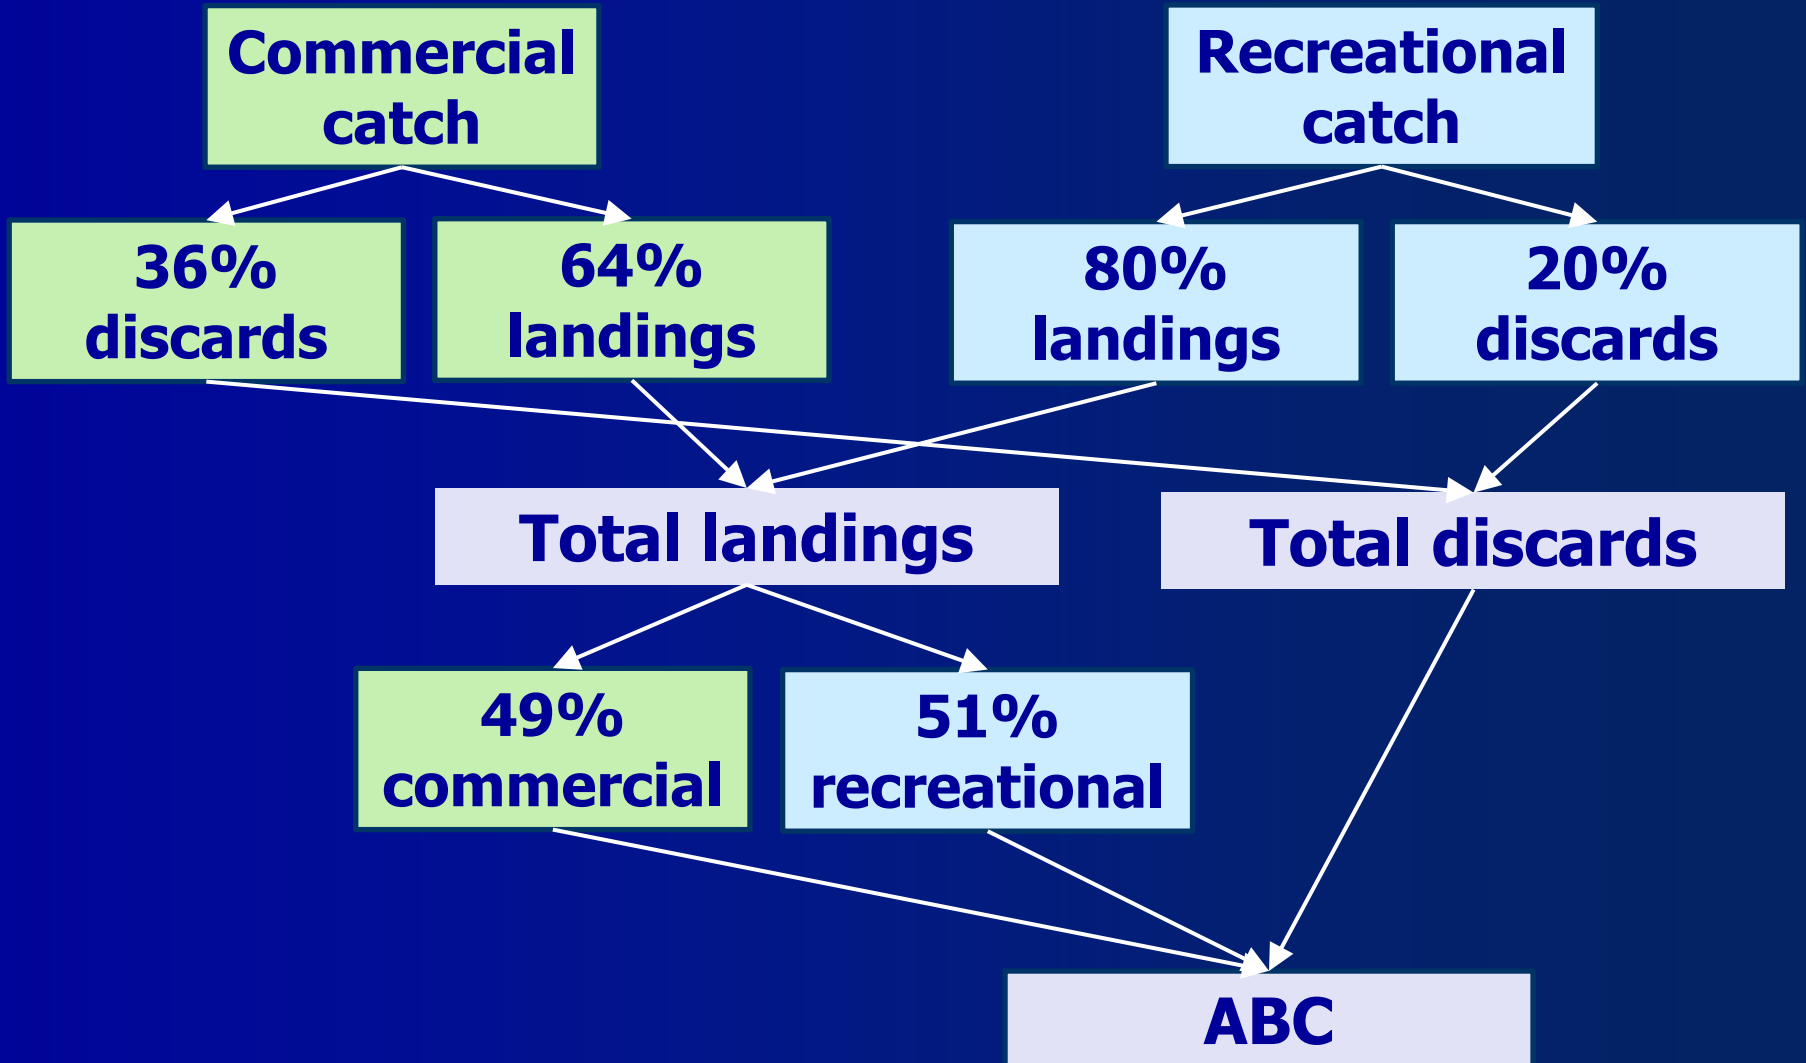 Commercial
catch
Recreational
catch
36%
discards
64%
landings
80%
landings
20%
discards
Total landings
Total discards
49%
commercial
51%
recreational
ABC